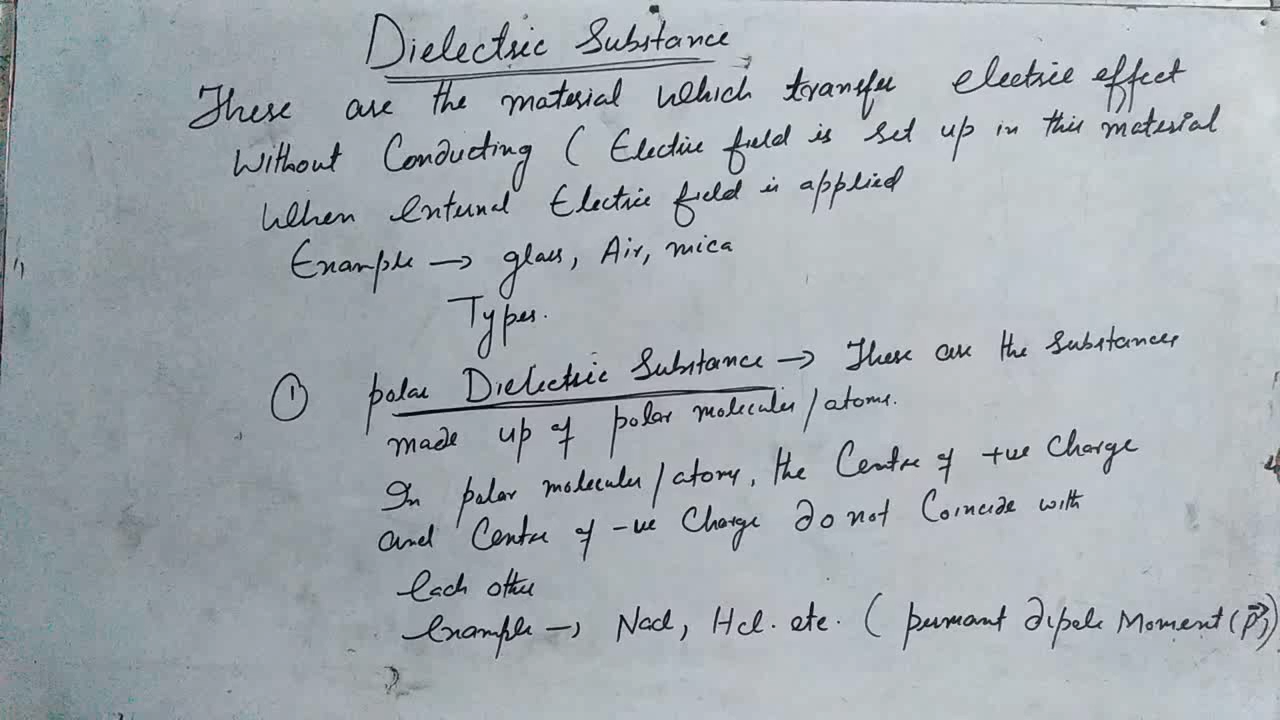 Dielectric Substance
These are the material which transfer electric effect
without Conducting ( Electric field is set up in this material
When external Electric field is applied
Example → glass, Air, mica
Types.
① polar Dielectric Substance → These are the substances
made up of polar molecules/atoms.
In polar molecules/atoms, the Centre of +ve Charge
and Centre of -ve Charge do not Coincide with
each other
Example → Nacl, Hcl. etc. ( permant dipole Moment (p⃗))